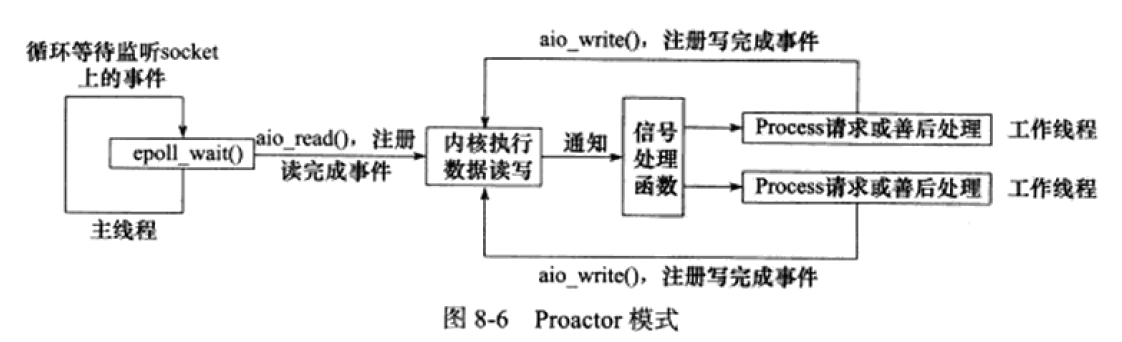 aio_write()，注册写完成事件
循环等待监听socket
上的事件
epoll_wait()
主线程
aio_read()，注册
读完成事件
内核执行
数据读写
通知
信号
处理
函数
Process请求或善后处理
工作线程
Process请求或善后处理
工作线程
aio_write()，注册写完成事件
图 8-6 Proactor 模式